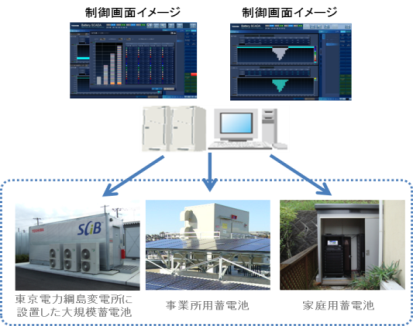 制御画面イメージ
制御画面イメージ
SCiB
東京電力綱島変電所に
設置した大規模蓄電池
事業所用蓄電池
家庭用蓄電池